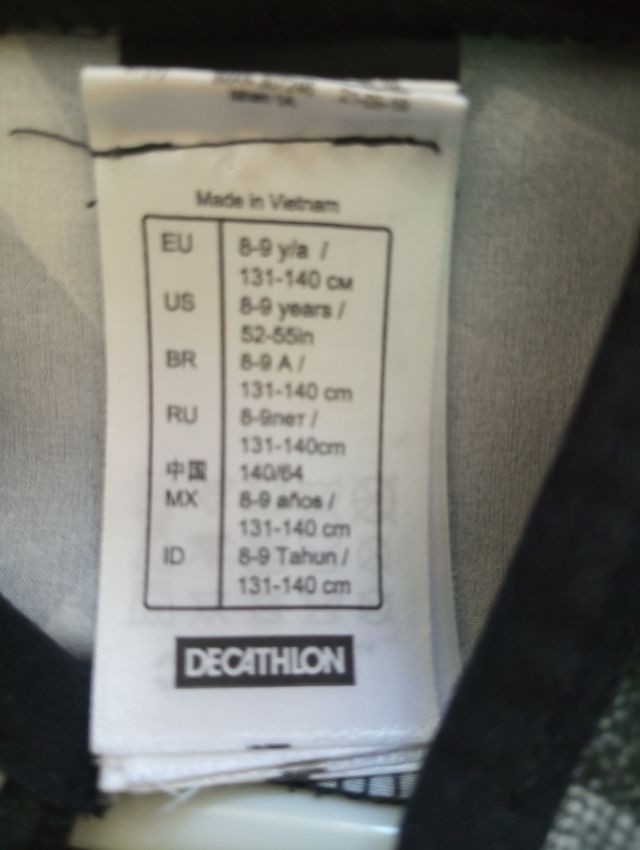 Made in Vietnam
EU 8-9 y/a /
131-140 см
US 8-9 years /
52-55in
BR 8-9 A /
131-140 cm
RU 8-9лет /
131-140cm
中国 140/64
MX 8-9 años /
131-140 cm
ID 8-9 Tahun /
131-140 cm
DECATHLON